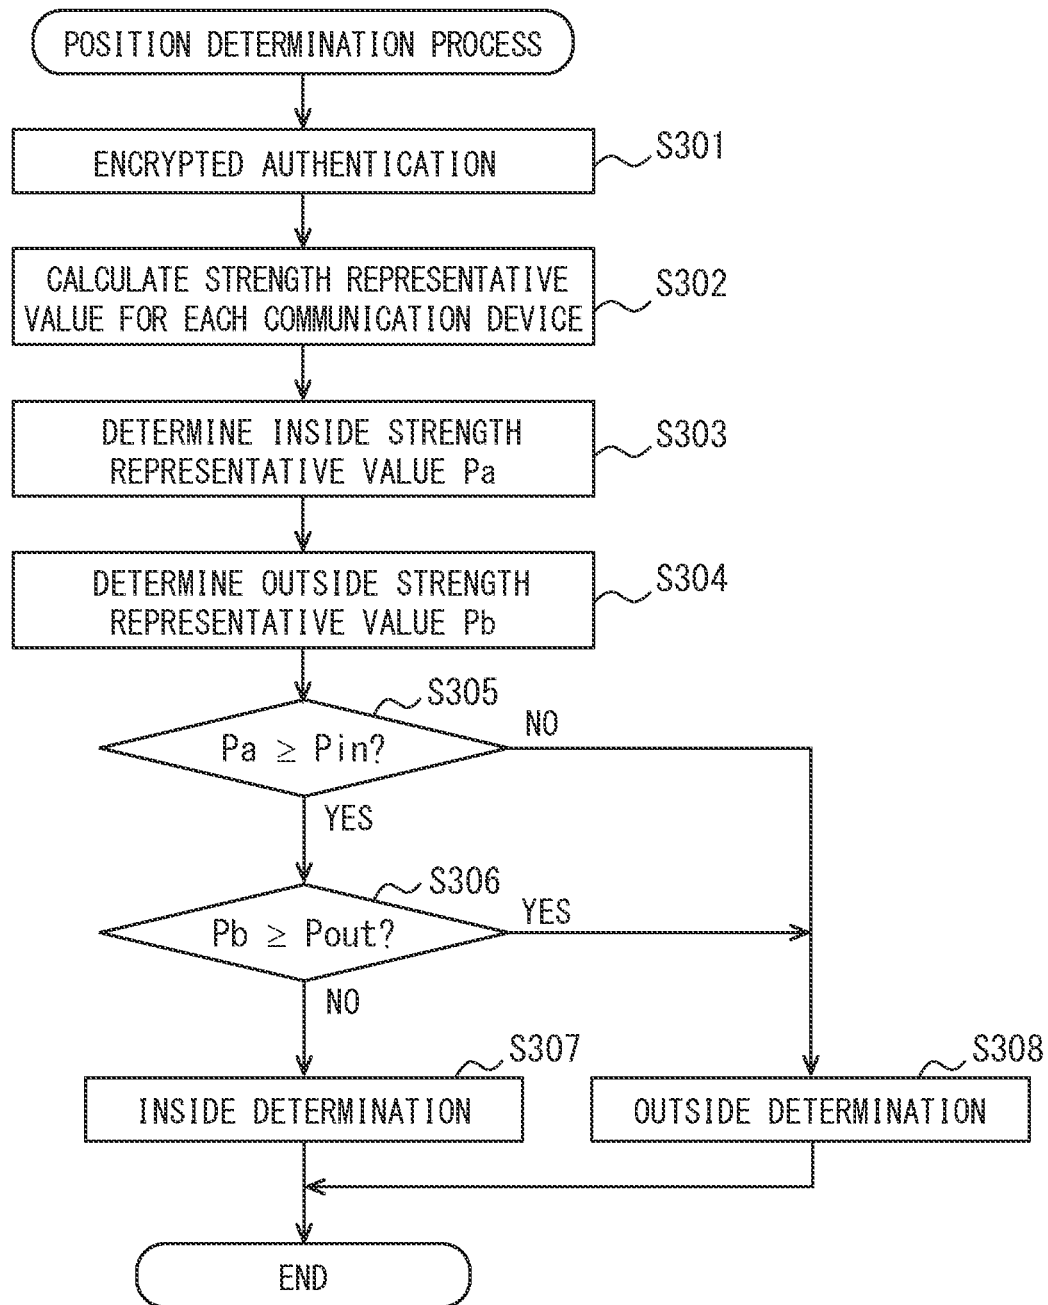 POSITION DETERMINATION PROCESS
ENCRYPTED AUTHENTICATION
S301
CALCULATE STRENGTH REPRESENTATIVE
VALUE FOR EACH COMMUNICATION DEVICE
S302
DETERMINE INSIDE STRENGTH
REPRESENTATIVE VALUE Pa
S303
DETERMINE OUTSIDE STRENGTH
REPRESENTATIVE VALUE Pb
S304
S305
Pa ≥ Pin?
NO
YES
S306
Pb ≥ Pout?
YES
NO
S307
INSIDE DETERMINATION
S308
OUTSIDE DETERMINATION
END